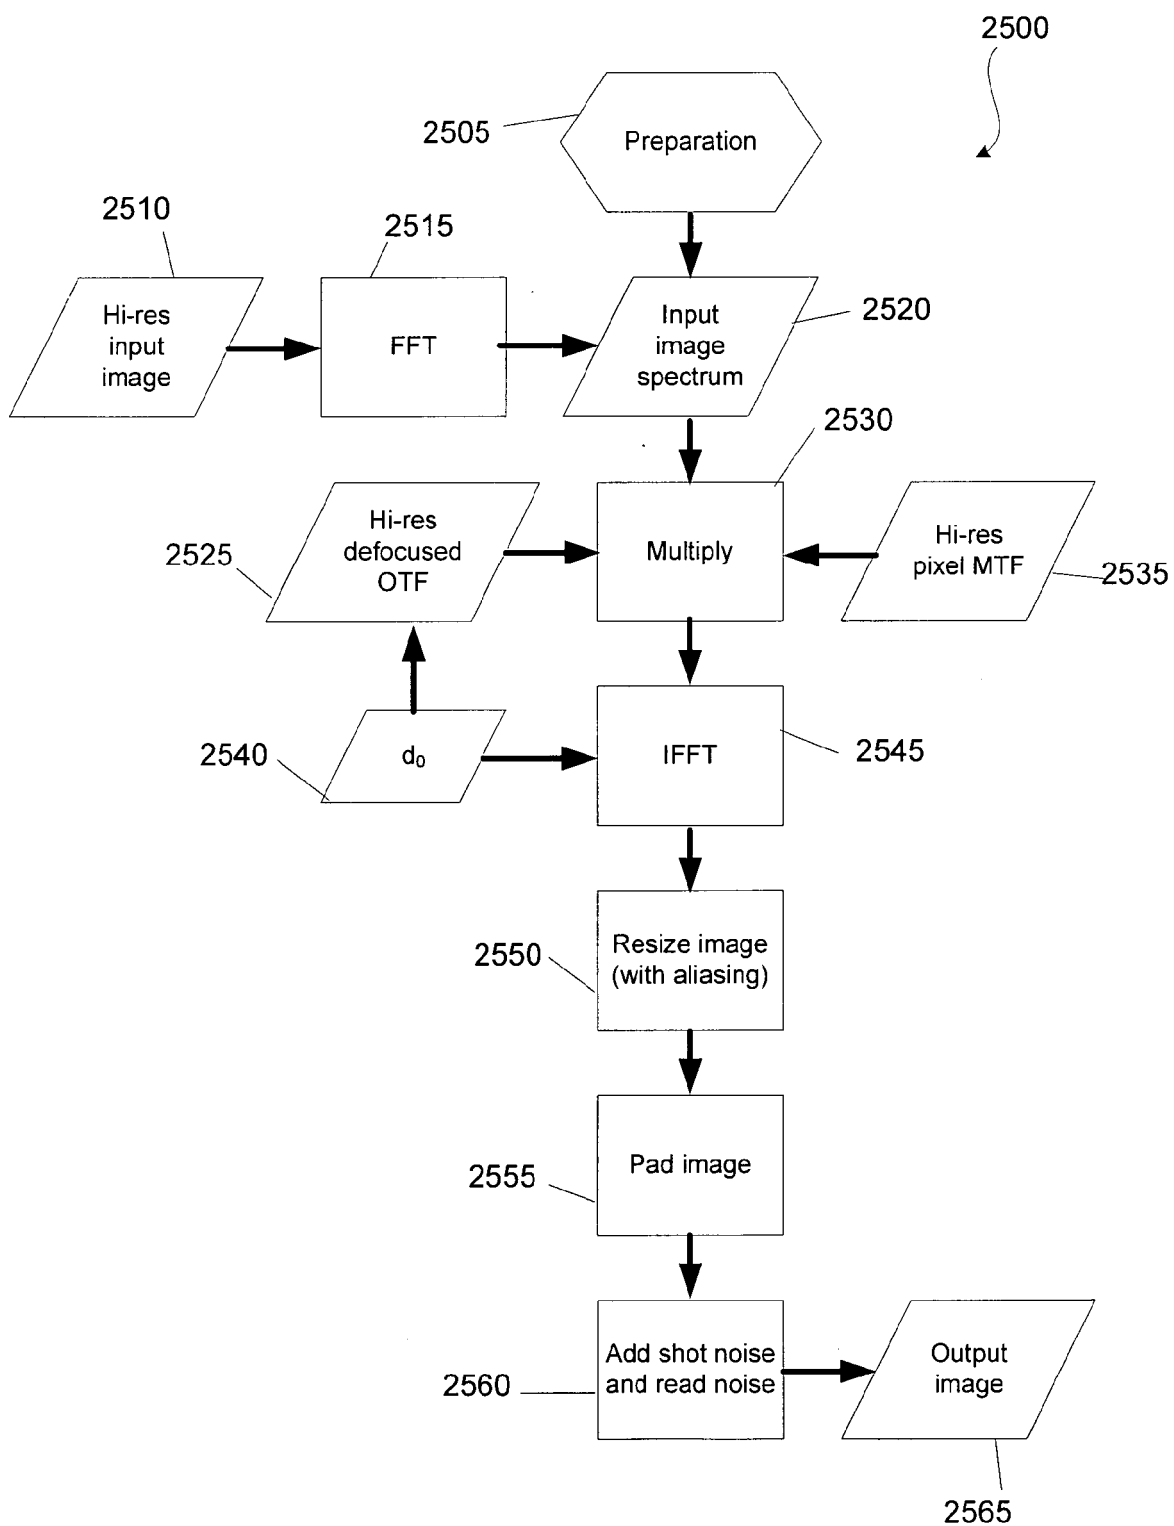 2500
2505
Preparation
2510
2515
Hi-res
input
image
FFT
Input
image
spectrum
2520
2530
Hi-res
defocused
OTF
2525
Multiply
Hi-res
pixel MTF
2535
2540
d₀
IFFT
2545
Resize image
(with aliasing)
2550
Pad image
2555
Add shot noise
and read noise
2560
Output
image
2565